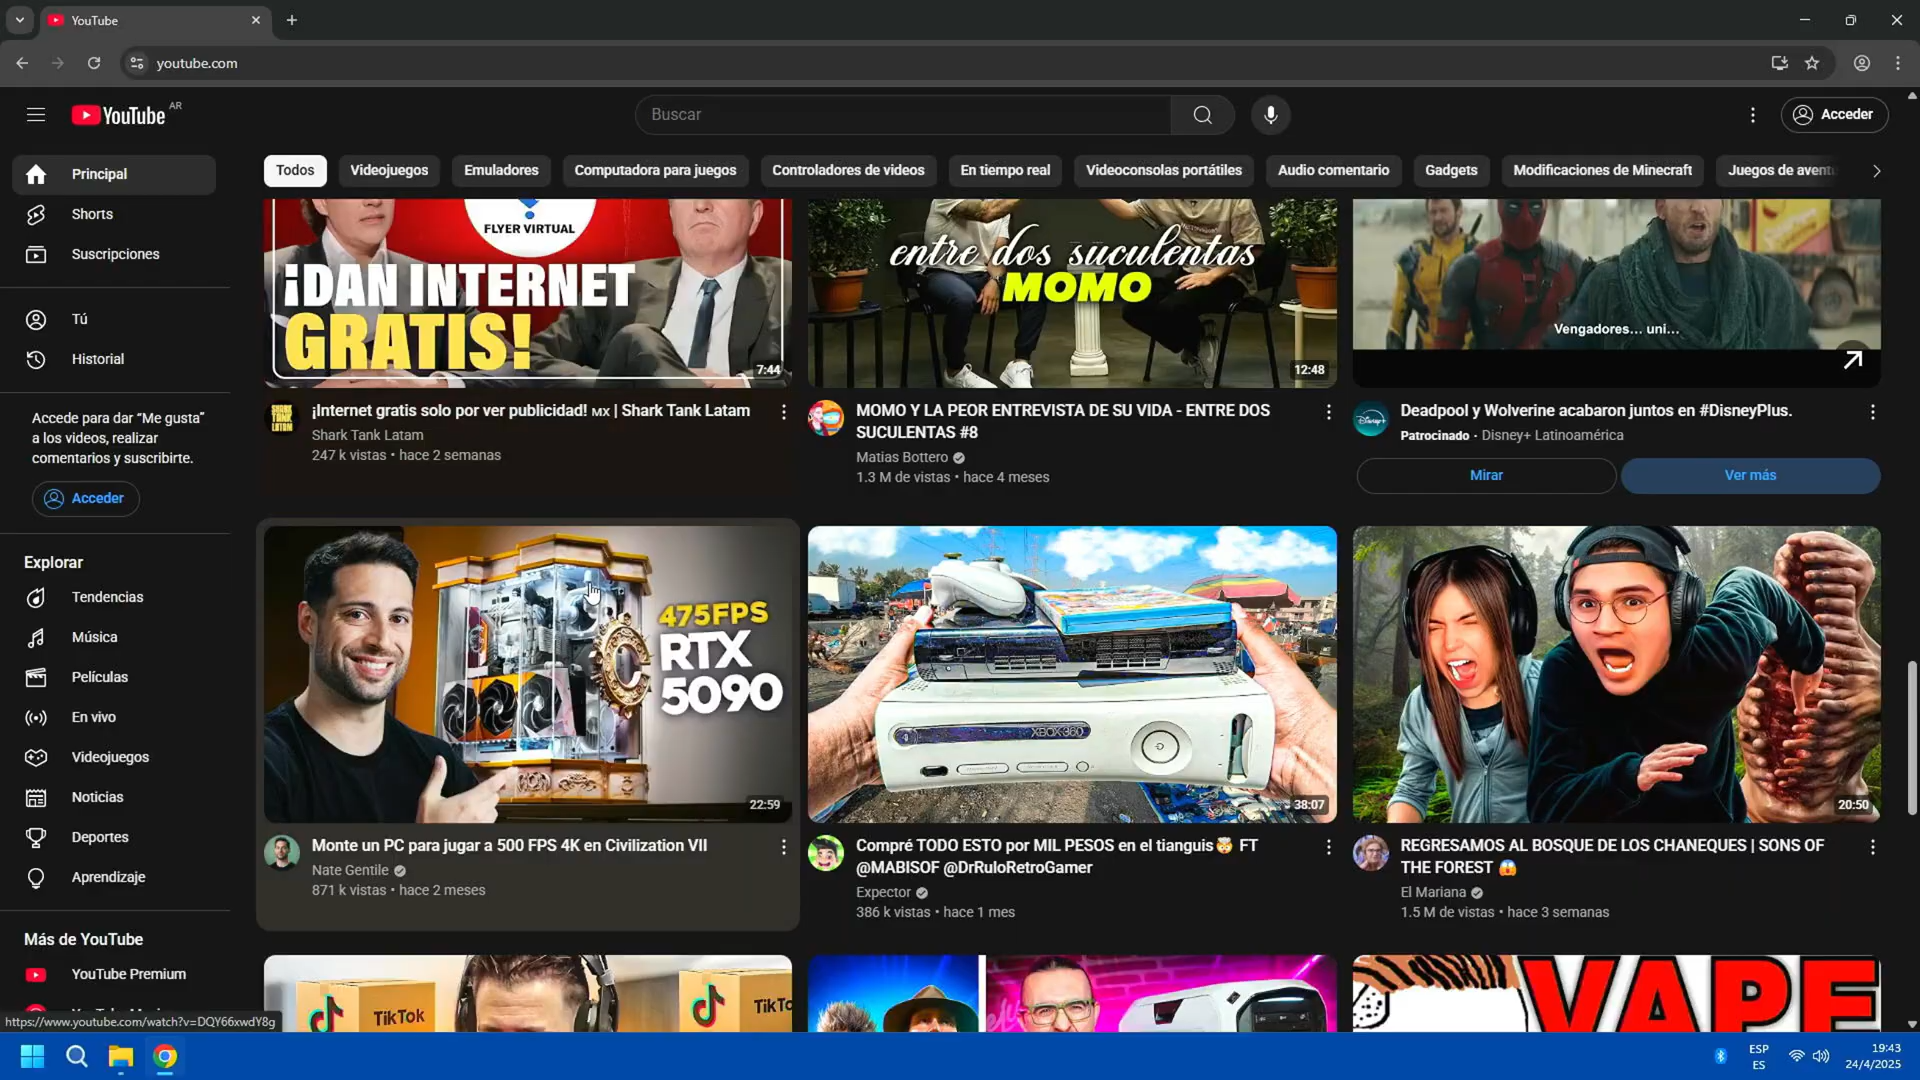 YouTube
youtube.com
YouTube AR
Buscar
Acceder
Principal
Shorts
Suscripciones
Tú
Historial
Accede para dar “Me gusta”
a los videos, realizar
comentarios y suscribirte.
Acceder
Explorar
Tendencias
Música
Películas
En vivo
Videojuegos
Noticias
Deportes
Aprendizaje
Más de YouTube
YouTube Premium
Todos
Videojuegos
Emuladores
Computadora para juegos
Controladores de videos
En tiempo real
Videoconsolas portátiles
Audio comentario
Gadgets
Modificaciones de Minecraft
Juegos de aventu
FLYER VIRTUAL
¡DAN INTERNET
GRATIS!
7:44
¡Internet gratis solo por ver publicidad! MX | Shark Tank Latam
SHARK
TANK
LATAM
Shark Tank Latam
247 k vistas • hace 2 semanas
entre dos suculentas
MOMO
12:48
MOMO Y LA PEOR ENTREVISTA DE SU VIDA - ENTRE DOS
SUCULENTAS #8
Matias Bottero
1.3 M de vistas • hace 4 meses
Vengadores... uni...
Deadpool y Wolverine acabaron juntos en #DisneyPlus.
Disney+
Patrocinado • Disney+ Latinoamérica
Mirar
Ver más
475FPS
RTX
5090
22:59
Monte un PC para jugar a 500 FPS 4K en Civilization VII
Nate Gentile
871 k vistas • hace 2 meses
XBOX 360
38:07
Compré TODO ESTO por MIL PESOS en el tianguis🤯 FT
@MABISOF @DrRuloRetroGamer
Expector
386 k vistas • hace 1 mes
20:50
REGRESAMOS AL BOSQUE DE LOS CHANEQUES | SONS OF
THE FOREST 😱
El Mariana
1.5 M de vistas • hace 3 semanas
TikTok
TikTo
VAPE
https://www.youtube.com/watch?v=DQY66xwdY8g
ESP
ES
19:43
24/4/2025